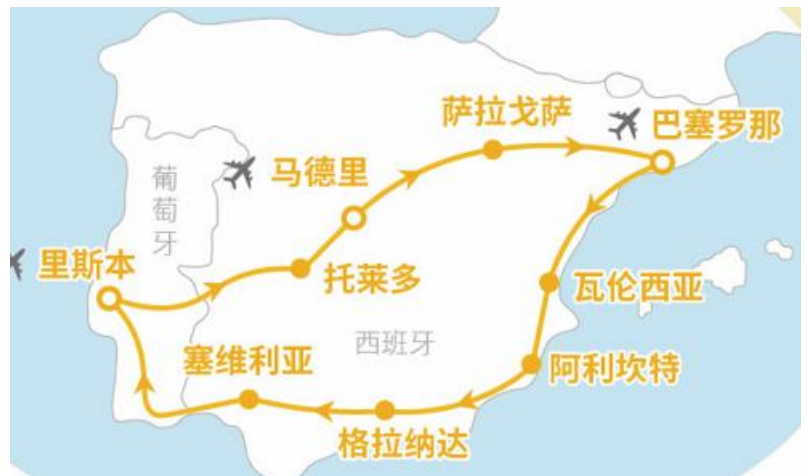 萨拉戈萨
巴塞罗那
马德里
葡萄牙
里斯本
托莱多
瓦伦西亚
西班牙
塞维利亚
阿利坎特
格拉纳达